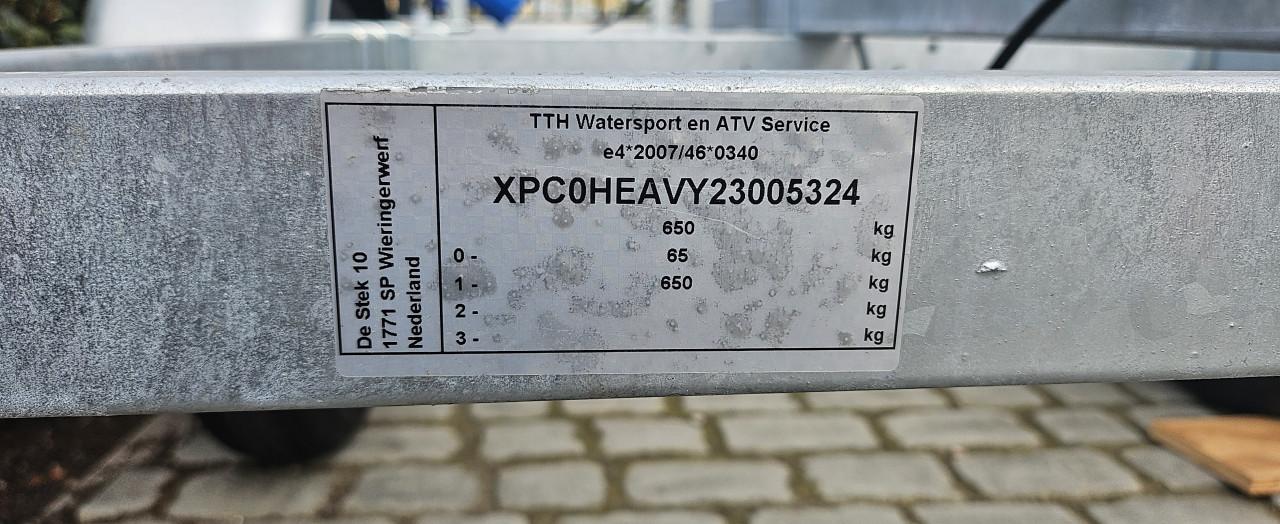 De Stek 10
1771 SP Wieringerwerf
Nederland
TTH Watersport en ATV Service
e4*2007/46*0340
XPC0HEAVY23005324
650 kg
0 - 65 kg
1 - 650 kg
2 - kg
3 - kg